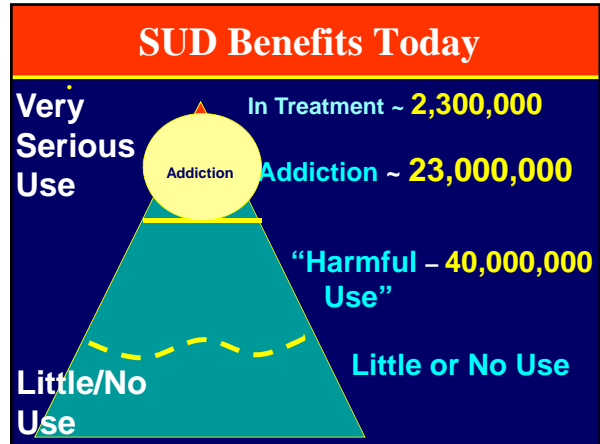 SUD Benefits Today
Very
Serious
Use
In Treatment ~ 2,300,000
Addiction
Addiction ~ 23,000,000
“Harmful – 40,000,000
Use”
Little or No Use
Little/No
Use